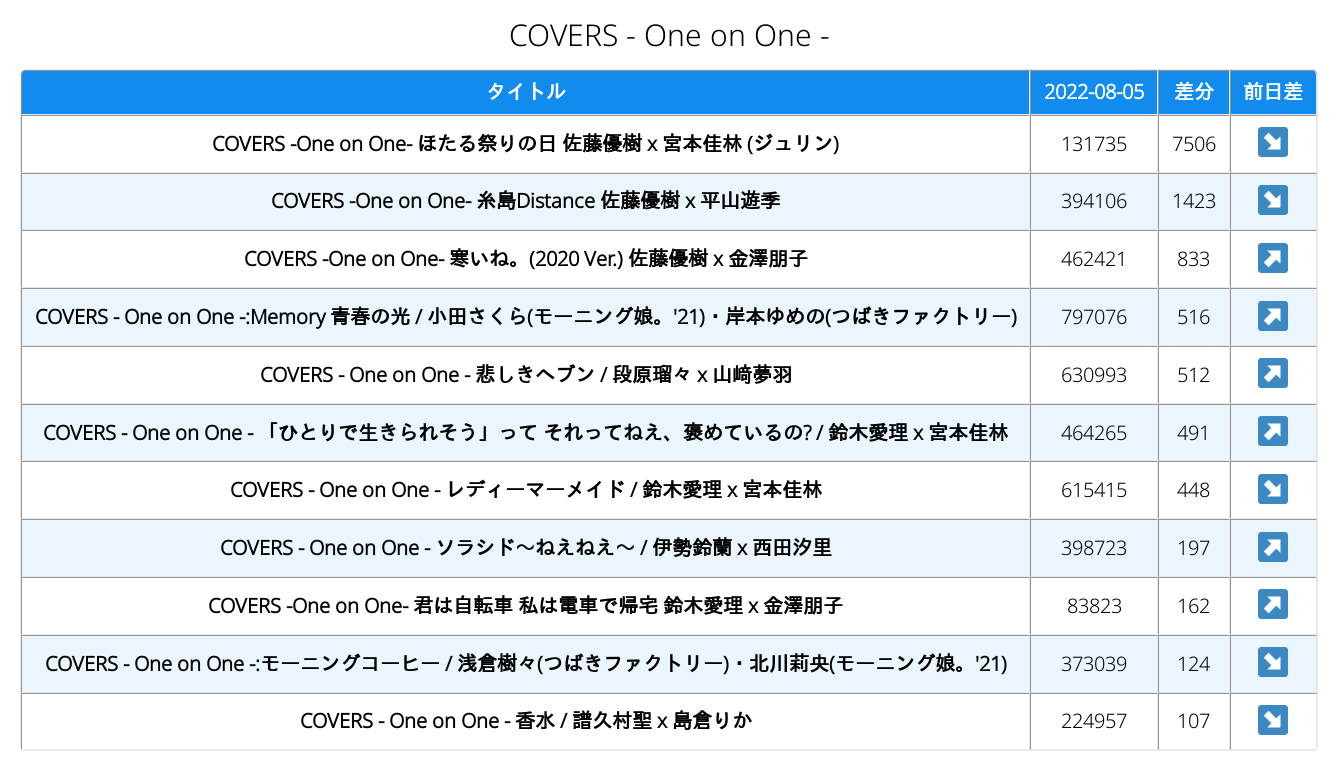 COVERS - One on One -
タイトル 2022-08-05 差分 前日差
COVERS -One on One- ほたる祭りの日 佐藤優樹 x 宮本佳林 (ジュリン) 131735 7506
COVERS -One on One- 糸島Distance 佐藤優樹 x 平山遊季 394106 1423
COVERS -One on One- 寒いね。(2020 Ver.) 佐藤優樹 x 金澤朋子 462421 833
COVERS - One on One -:Memory 青春の光 / 小田さくら(モーニング娘。'21)・岸本ゆめの(つばきファクトリー) 797076 516
COVERS - One on One - 悲しきヘブン / 段原瑠々 x 山﨑夢羽 630993 512
COVERS - One on One - 「ひとりで生きられそう」って それってねえ、褒めているの? / 鈴木愛理 x 宮本佳林 464265 491
COVERS - One on One - レディーマーメイド / 鈴木愛理 x 宮本佳林 615415 448
COVERS - One on One - ソラシド〜ねえねえ〜 / 伊勢鈴蘭 x 西田汐里 398723 197
COVERS -One on One- 君は自転車 私は電車で帰宅 鈴木愛理 x 金澤朋子 83823 162
COVERS - One on One -:モーニングコーヒー / 浅倉樹々(つばきファクトリー)・北川莉央(モーニング娘。'21) 373039 124
COVERS - One on One - 香水 / 譜久村聖 x 島倉りか 224957 107